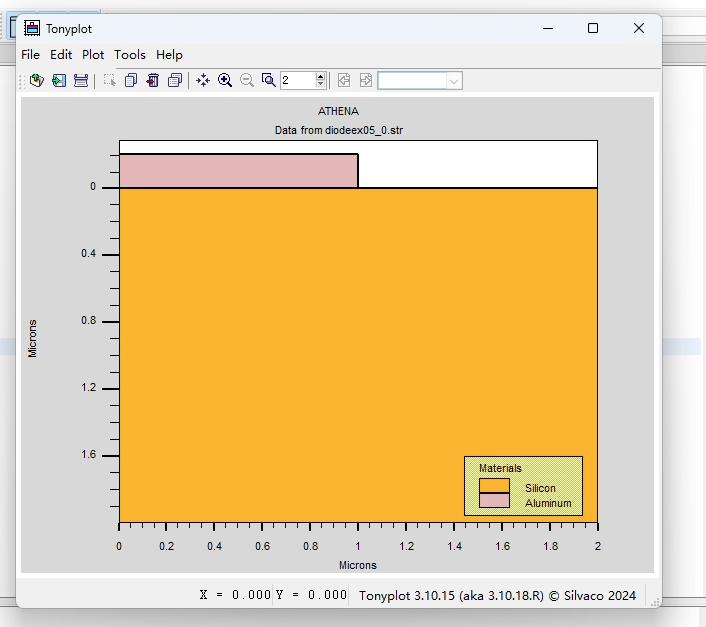 Tonyplot
File Edit Plot Tools Help
2
ATHENA
Data from diodeex05_0.str
0
0.4
0.8
1.2
1.6
Microns
Materials
Silicon
Aluminum
0 0.2 0.4 0.6 0.8 1 1.2 1.4 1.6 1.8 2
Microns
X = 0.000 Y = 0.000 Tonyplot 3.10.15 (aka 3.10.18.R) © Silvaco 2024